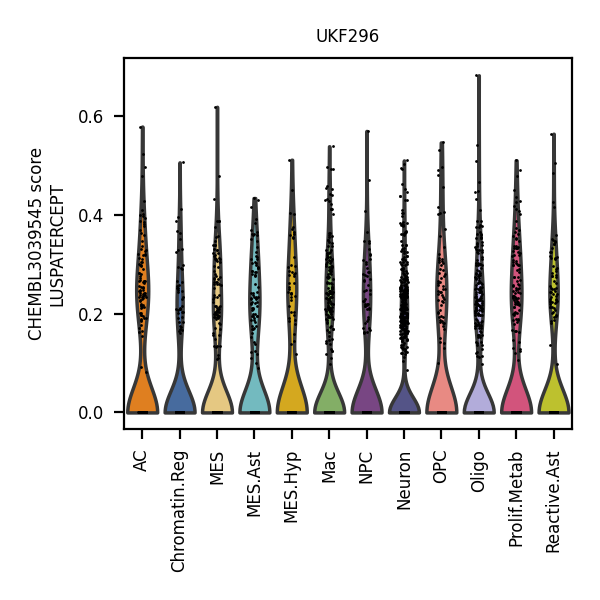 UKF296
CHEMBL3039545 score
LUSPATERCEPT
0.6
0.4
0.2
0.0
AC
Chromatin.Reg
MES
MES.Ast
MES.Hyp
Mac
NPC
Neuron
OPC
Oligo
Prolif.Metab
Reactive.Ast